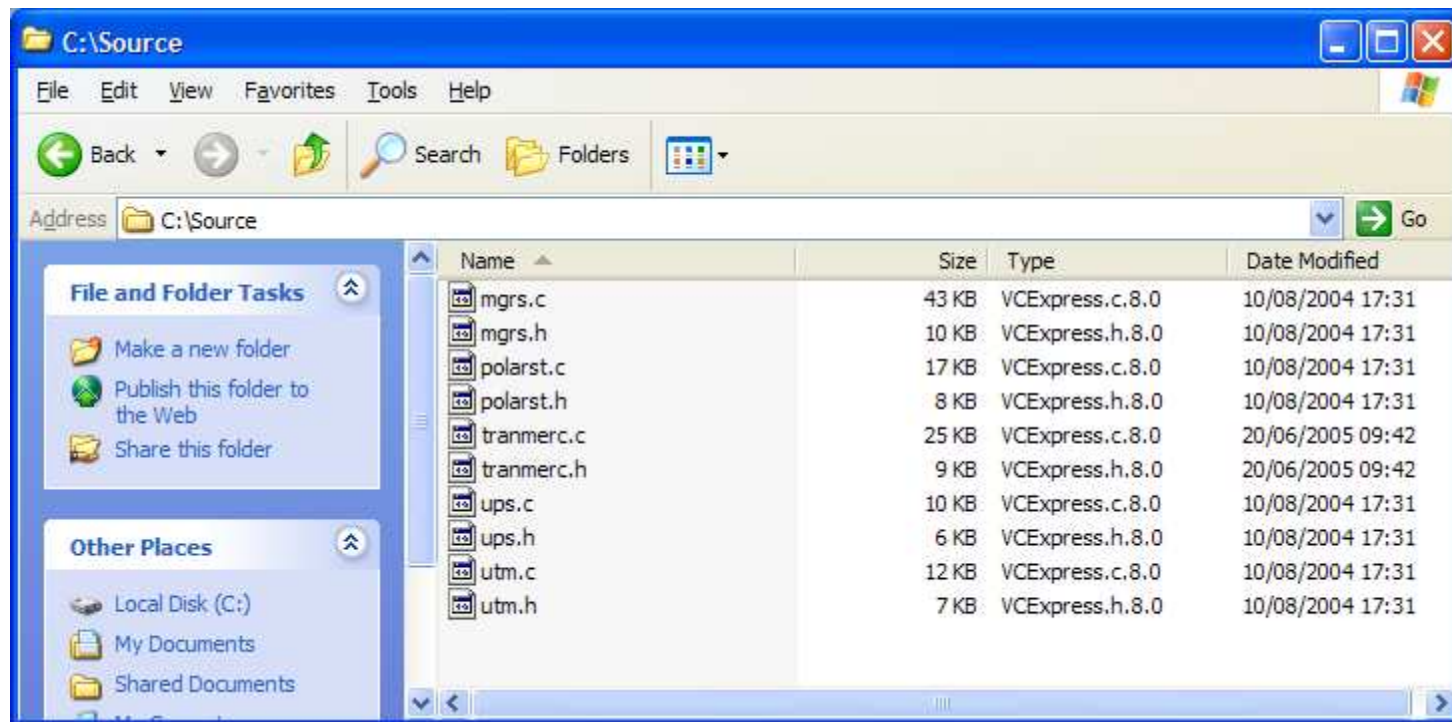 C:\Source
File Edit View Favorites Tools Help
Back Search Folders
Address C:\Source Go
Name Size Type Date Modified
File and Folder Tasks
Make a new folder
Publish this folder to
the Web
Share this folder
Other Places
Local Disk (C:)
My Documents
Shared Documents
mgrs.c 43 KB VCExpress.c.8.0 10/08/2004 17:31
mgrs.h 10 KB VCExpress.h.8.0 10/08/2004 17:31
polarst.c 17 KB VCExpress.c.8.0 10/08/2004 17:31
polarst.h 8 KB VCExpress.h.8.0 10/08/2004 17:31
tranmerc.c 25 KB VCExpress.c.8.0 20/06/2005 09:42
tranmerc.h 9 KB VCExpress.h.8.0 20/06/2005 09:42
ups.c 10 KB VCExpress.c.8.0 10/08/2004 17:31
ups.h 6 KB VCExpress.h.8.0 10/08/2004 17:31
utm.c 12 KB VCExpress.c.8.0 10/08/2004 17:31
utm.h 7 KB VCExpress.h.8.0 10/08/2004 17:31